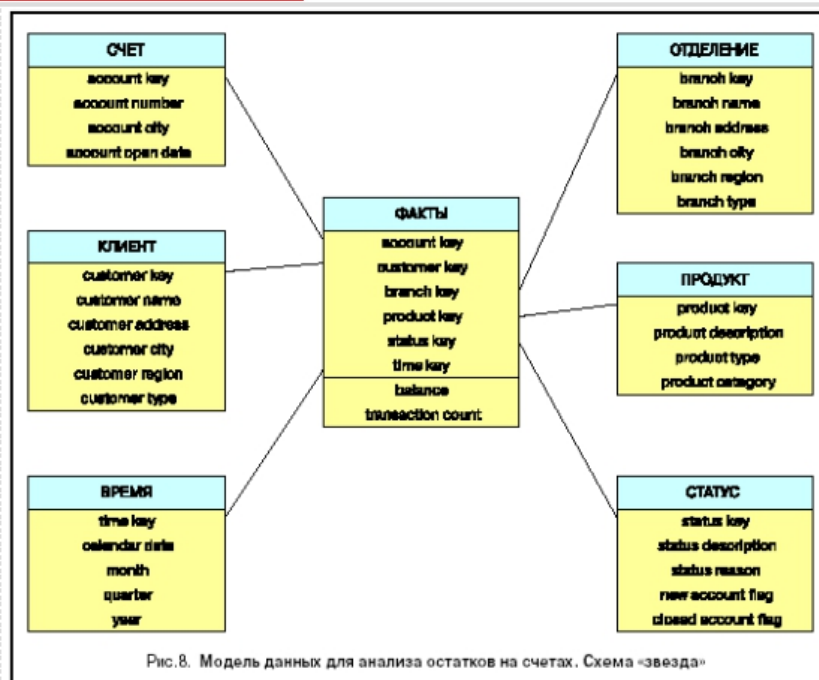 СЧЕТ
account key
account number
account city
account open date
ОТДЕЛЕНИЕ
branch key
branch name
branch address
branch city
branch region
branch type
ФАКТЫ
account key
customer key
branch key
product key
status key
time key
balance
transaction count
КЛИЕНТ
customer key
customer name
customer address
customer city
customer region
customer type
ПРОДУКТ
product key
product description
product type
product category
ВРЕМЯ
time key
calendar date
month
quarter
year
СТАТУС
status key
status description
status reason
new account flag
closed account flag
Рис.8. Модель данных для анализа остатков на счетах. Схема «звезда»